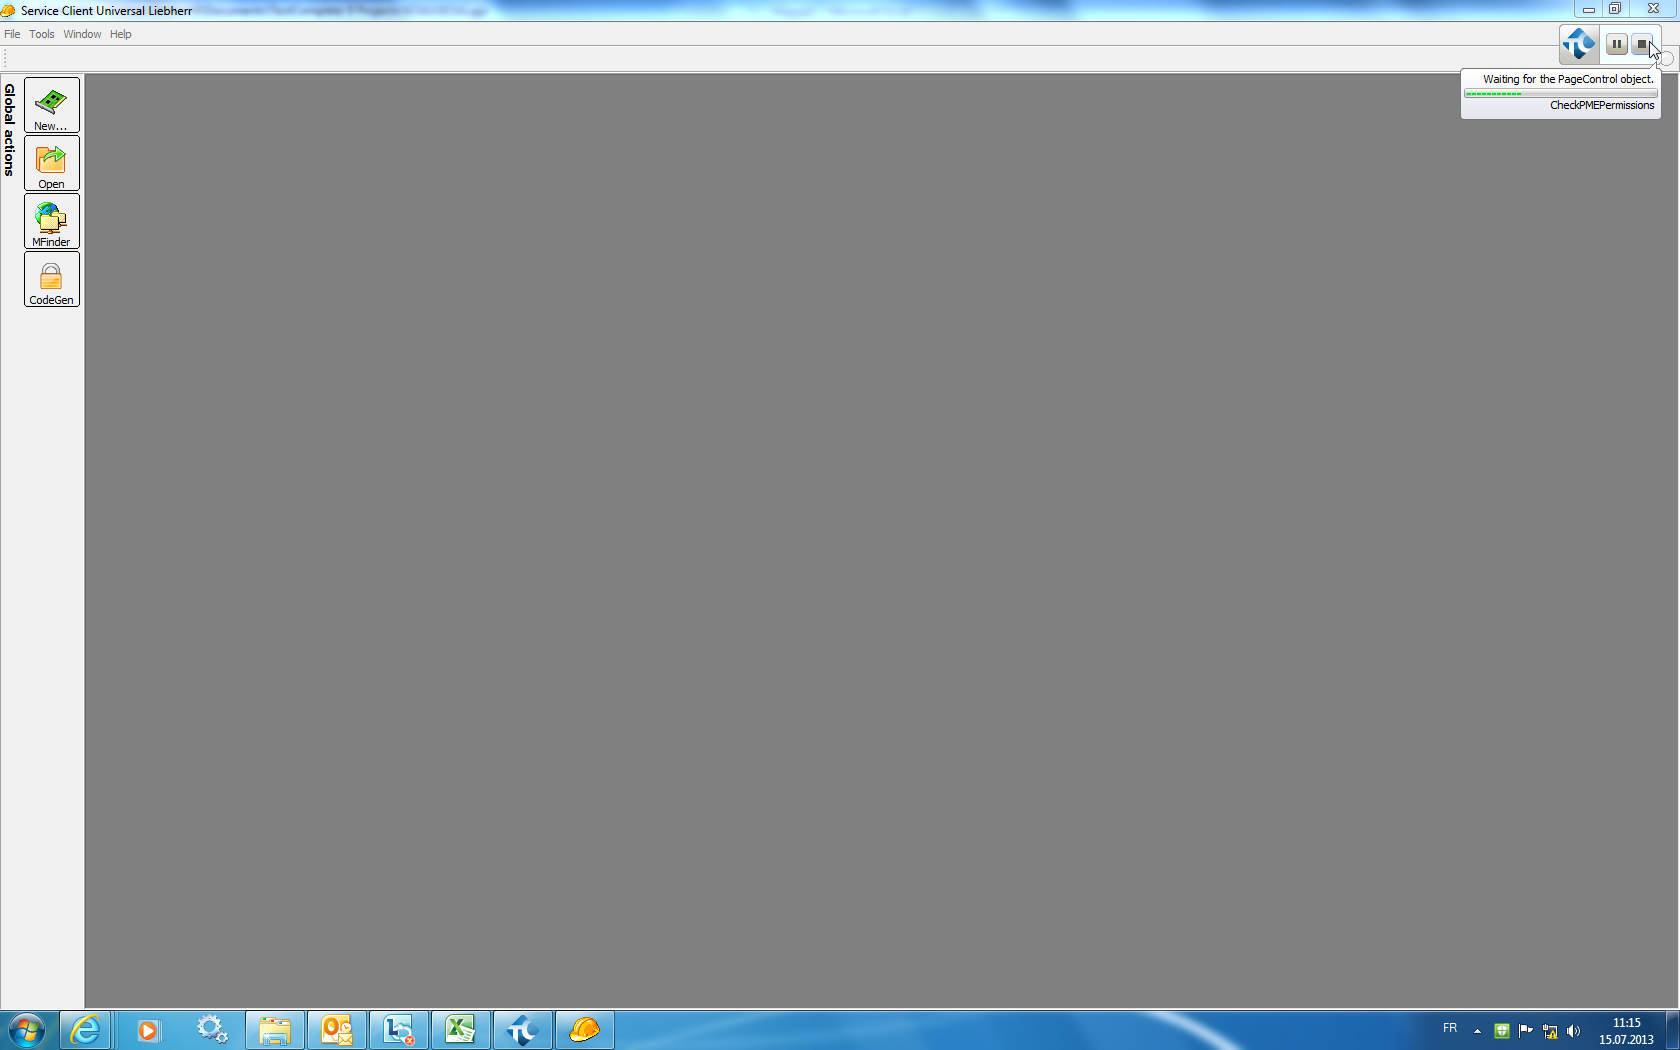 Service Client Universal Liebherr
File Tools Window Help
Waiting for the PageControl object.
CheckPMEPermissions
Global actions
New...
Open
MFinder
CodeGen
FR
11:15
15.07.2013